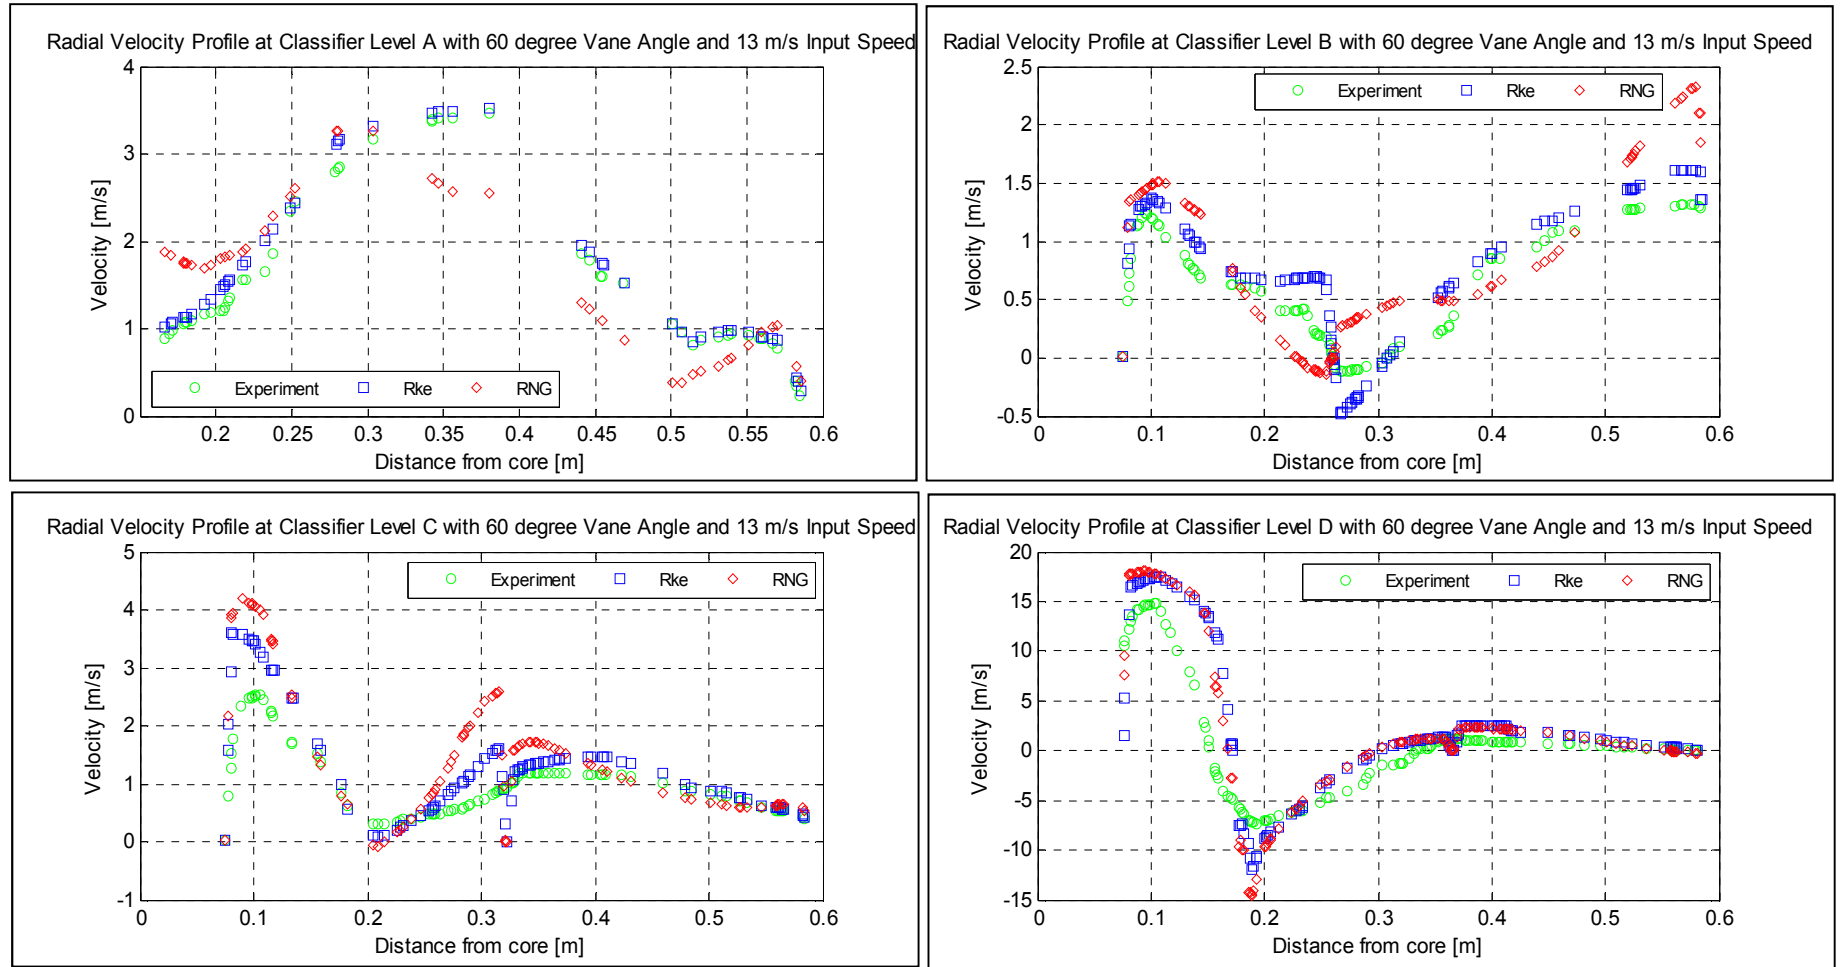 Radial Velocity Profile at Classifier Level A with 60 degree Vane Angle and 13 m/s Input Speed
4
3
2
1
0
Velocity [m/s]
Experiment Rke RNG
0.2 0.25 0.3 0.35 0.4 0.45 0.5 0.55 0.6
Distance from core [m]
Radial Velocity Profile at Classifier Level B with 60 degree Vane Angle and 13 m/s Input Speed
2.5
2
1.5
1
0.5
0
-0.5
Velocity [m/s]
Experiment Rke RNG
0 0.1 0.2 0.3 0.4 0.5 0.6
Distance from core [m]
Radial Velocity Profile at Classifier Level C with 60 degree Vane Angle and 13 m/s Input Speed
5
4
3
2
1
0
-1
Velocity [m/s]
Experiment Rke RNG
0 0.1 0.2 0.3 0.4 0.5 0.6
Distance from core [m]
Radial Velocity Profile at Classifier Level D with 60 degree Vane Angle and 13 m/s Input Speed
20
15
10
5
0
-5
-10
-15
Velocity [m/s]
Experiment Rke RNG
0 0.1 0.2 0.3 0.4 0.5 0.6
Distance from core [m]